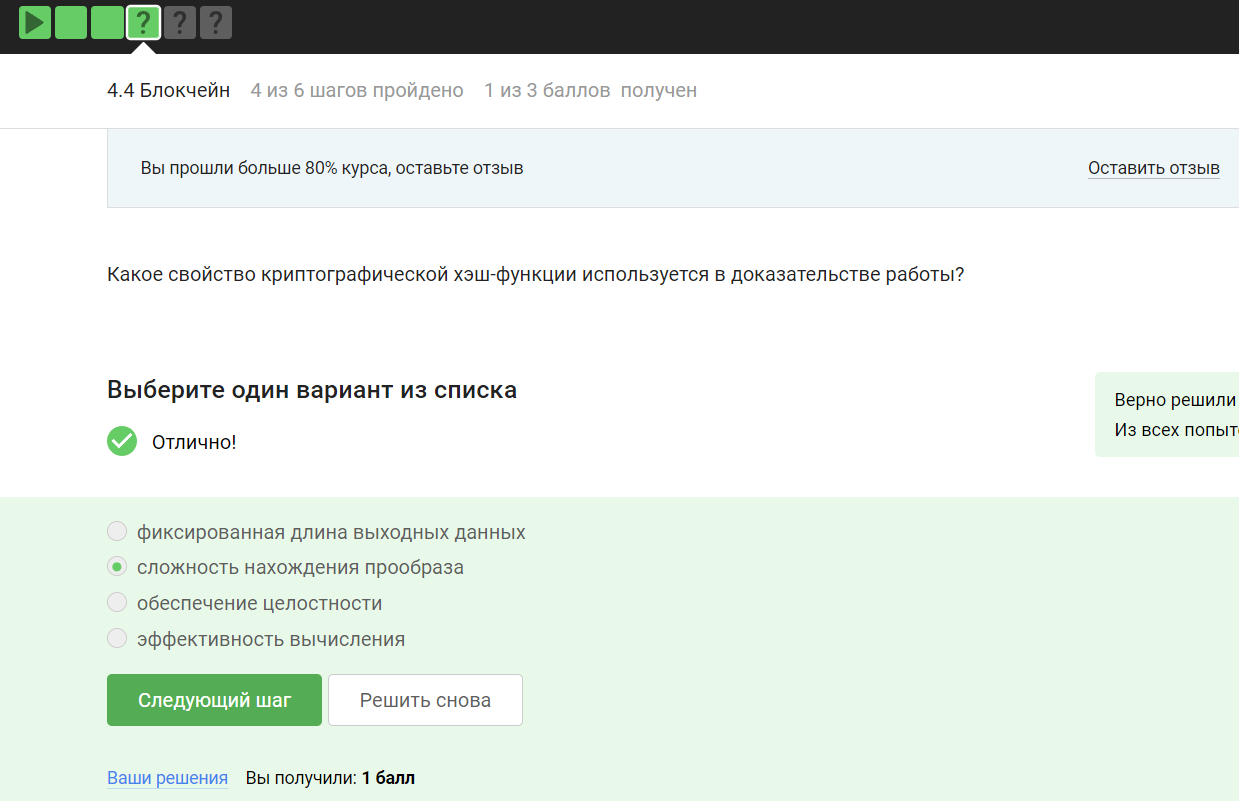 ? ? ?
4.4 Блокчейн 4 из 6 шагов пройдено 1 из 3 баллов получен
Вы прошли больше 80% курса, оставьте отзыв Оставить отзыв
Какое свойство криптографической хэш-функции используется в доказательстве работы?
Выберите один вариант из списка
Верно решили
Отлично!
Из всех
фиксированная длина выходных данных
сложность нахождения прообраза
обеспечение целостности
эффективность вычисления
Следующий шаг Решить снова
Ваши решения Вы получили: 1 балл